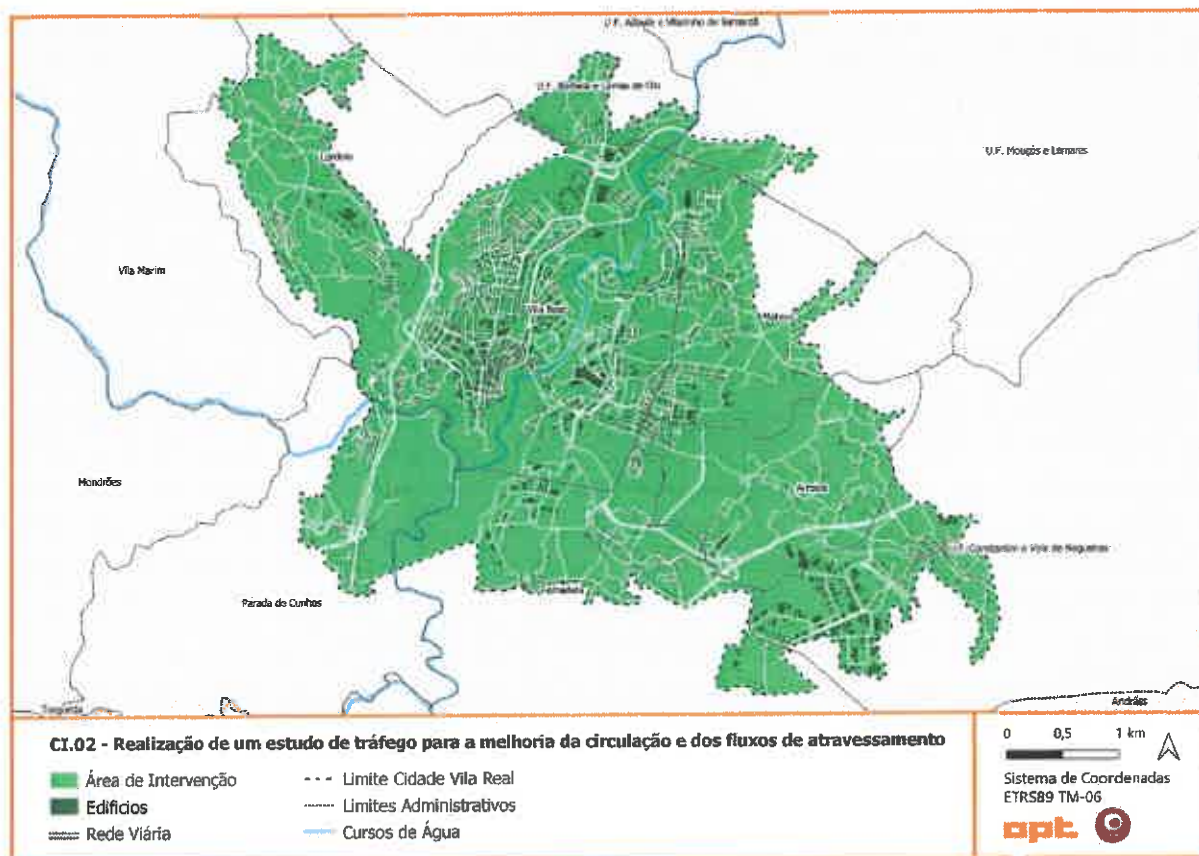 U.F. Adoufe e Vilarinho de Samardã
U.F. Borbela e Lamas de Olo
Lordelo
U.F. Mouçós e Lamares
Vila Marim
Mateus
Vila Real
Mondrões
Arroios
U.F. Constantim e Vale de Nogueiras
Folhadela
Parada de Cunhos
Torgueda
Andrães
CI.02 - Realização de um estudo de tráfego para a melhoria da circulação e dos fluxos de atravessamento
Área de Intervenção
Edifícios
Rede Viária
Limite Cidade Vila Real
Limites Administrativos
Cursos de Água
0 0,5 1 km
Sistema de Coordenadas
ETRS89 TM-06
opt